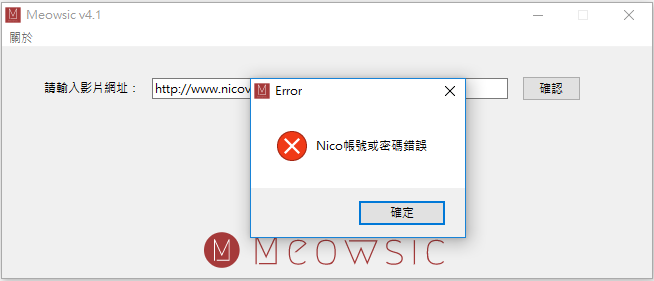 Meowsic v4.1
關於
請輸入影片網址：
http://www.nicov
確認
Error
Nico帳號或密碼錯誤
確定
Meowsic